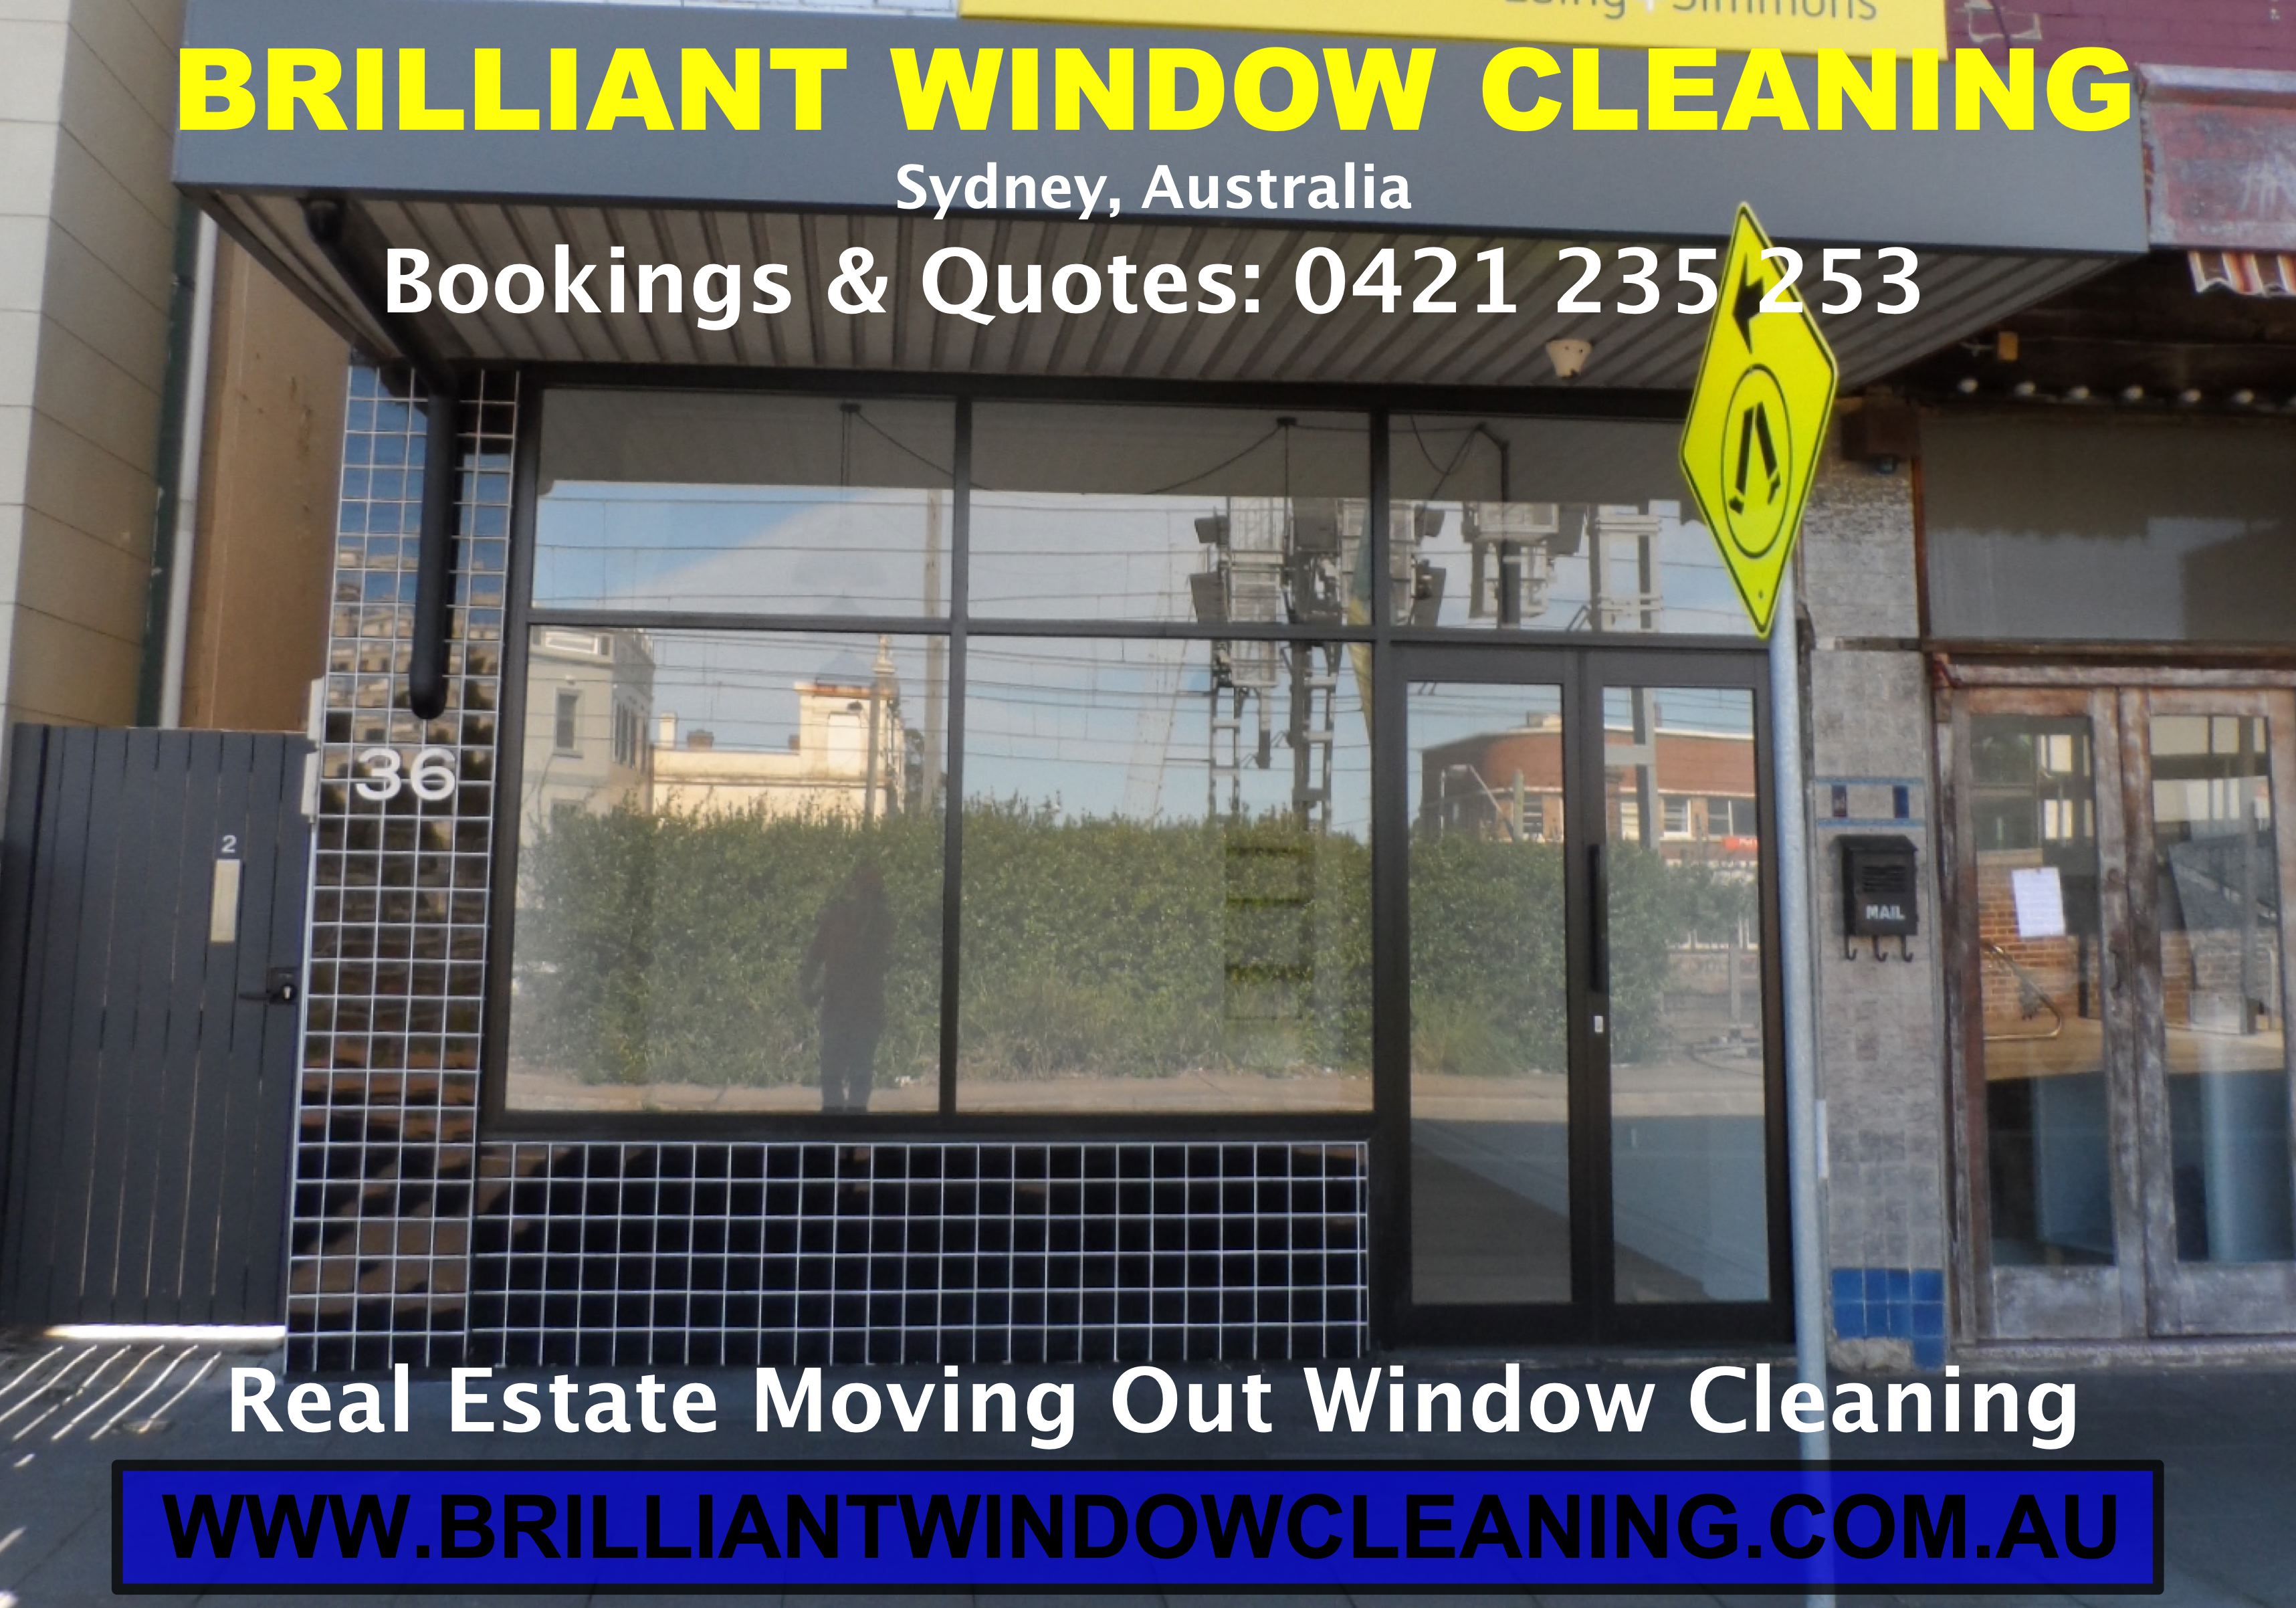 Simmons
BRILLIANT WINDOW CLEANING
Sydney, Australia
Bookings & Quotes: 0421 235 253
36
2
MAIL
Real Estate Moving Out Window Cleaning
WWW.BRILLIANTWINDOWCLEANING.COM.AU